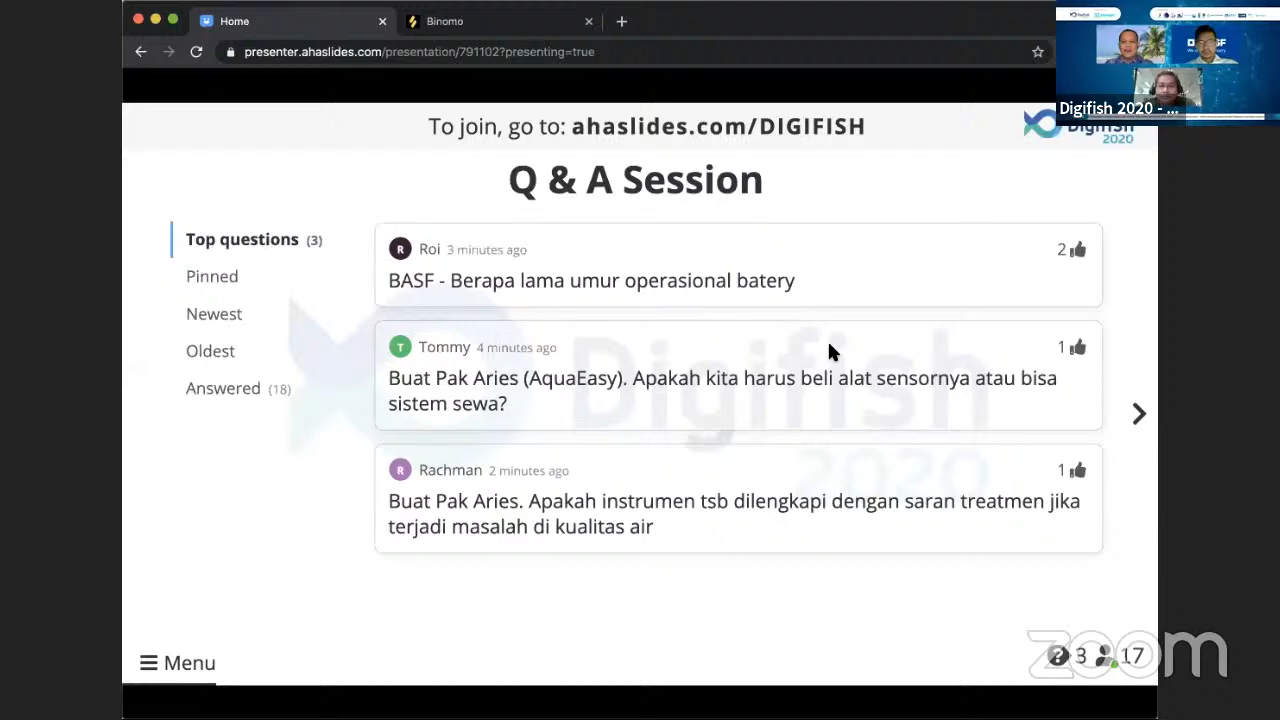 Home
Binomo
presenter.ahaslides.com/presentation/791102?presenting=true
Digifish 2020 - ...
To join, go to: ahaslides.com/DIGIFISH
Digifish
2020
Q & A Session
Top questions (3)
Pinned
Newest
Oldest
Answered (18)
R Roi 3 minutes ago 2
BASF - Berapa lama umur operasional batery
T Tommy 4 minutes ago 1
Buat Pak Aries (AquaEasy). Apakah kita harus beli alat sensornya atau bisa
sistem sewa?
R Rachman 2 minutes ago 1
Buat Pak Aries. Apakah instrumen tsb dilengkapi dengan saran treatmen jika
terjadi masalah di kualitas air
Digifish
2020
Menu
3 17
zoom